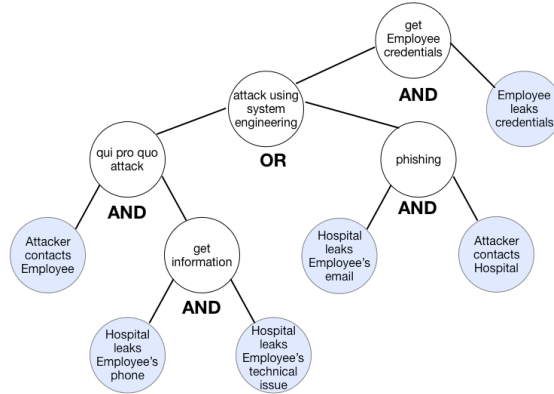 get
Employee
credentials
AND
attack using
system
engineering
OR
Employee
leaks
credentials
qui pro quo
attack
AND
phishing
AND
Attacker
contacts
Employee
get
information
AND
Hospital
leaks
Employee's
email
Attacker
contacts
Hospital
Hospital
leaks
Employee's
phone
Hospital
leaks
Employee's
technical
issue